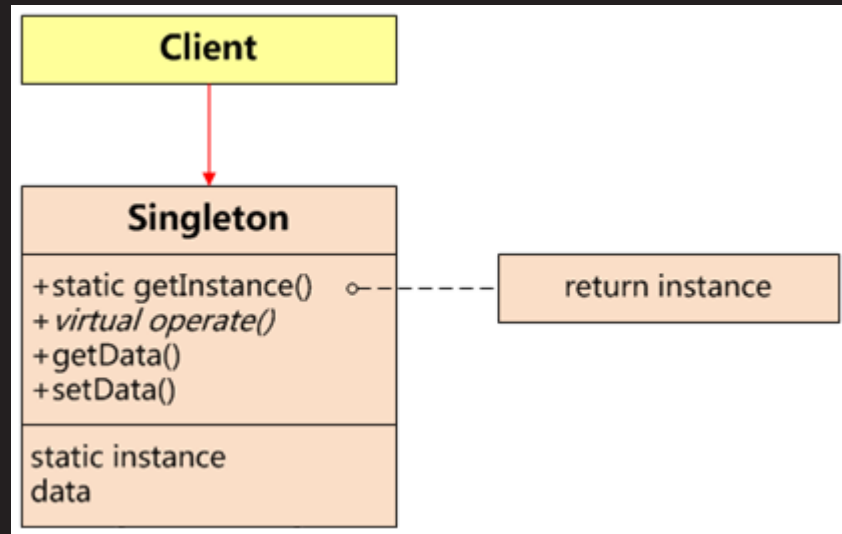 Client
Singleton
+static getInstance()
return instance
+virtual operate()
+getData()
+setData()
static instance
data